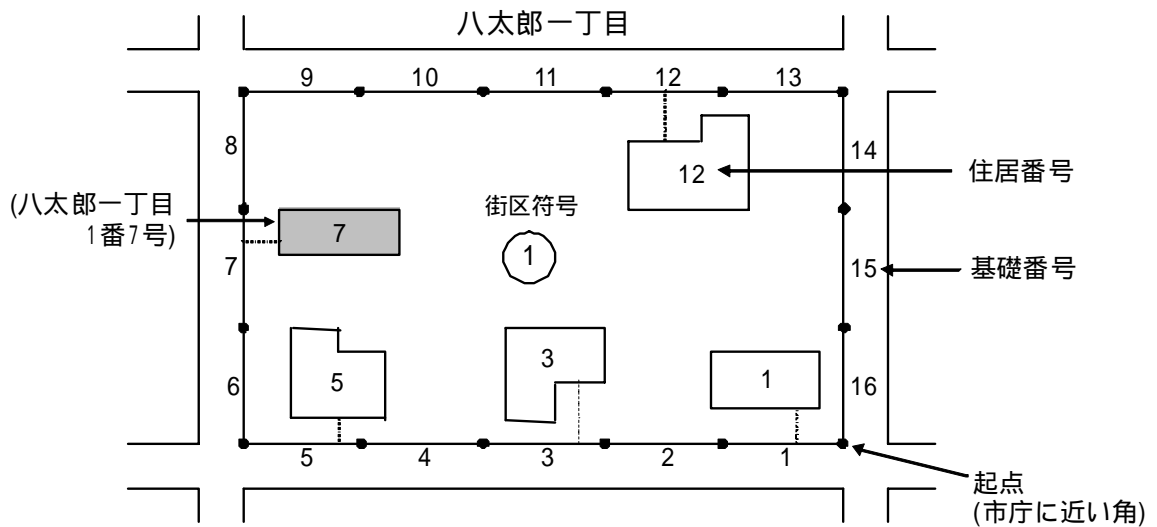 八太郎一丁目
9 10 11 12 13
8
14
12
住居番号
(八太郎一丁目
1番7号)
7
街区符号
1
7
15
基礎番号
6
5
3
1
16
5 4 3 2 1
起点
(市庁に近い角)